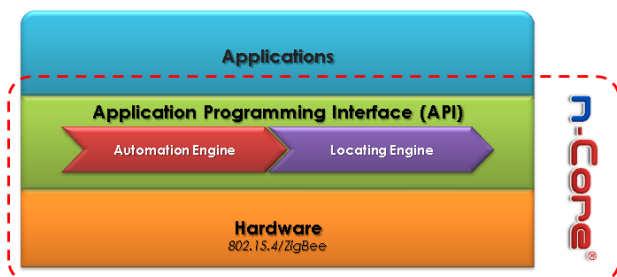 Applications
Application Programming Interface (API)
Automation Engine
Locating Engine
Hardware
802.15.4/ZigBee
n-Core®